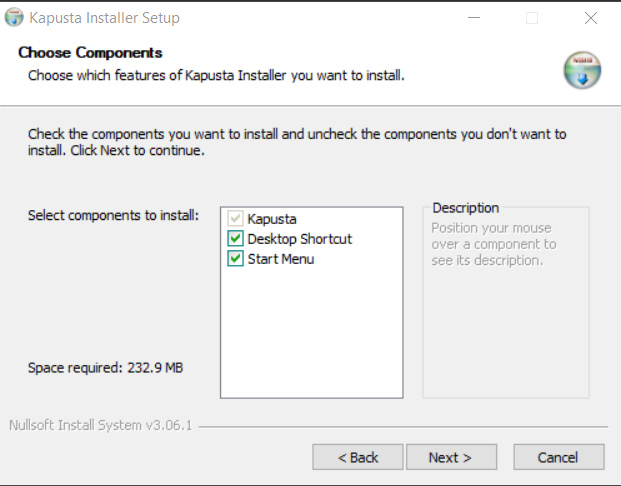 Kapusta Installer Setup
Choose Components
Choose which features of Kapusta Installer you want to install.
Check the components you want to install and uncheck the components you don't want to
install. Click Next to continue.
Select components to install:
Kapusta
Desktop Shortcut
Start Menu
Description
Position your mouse
over a component to
see its description.
Space required: 232.9 MB
Nullsoft Install System v3.06.1
< Back
Next >
Cancel